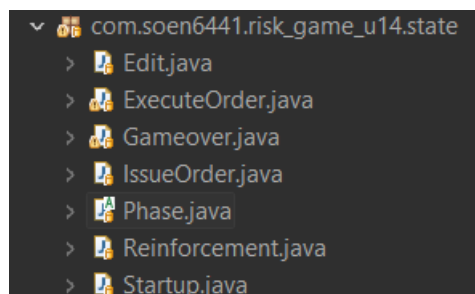 com.soen6441.risk_game_u14.state
Edit.java
ExecuteOrder.java
Gameover.java
IssueOrder.java
Phase.java
Reinforcement.java
Startup.java